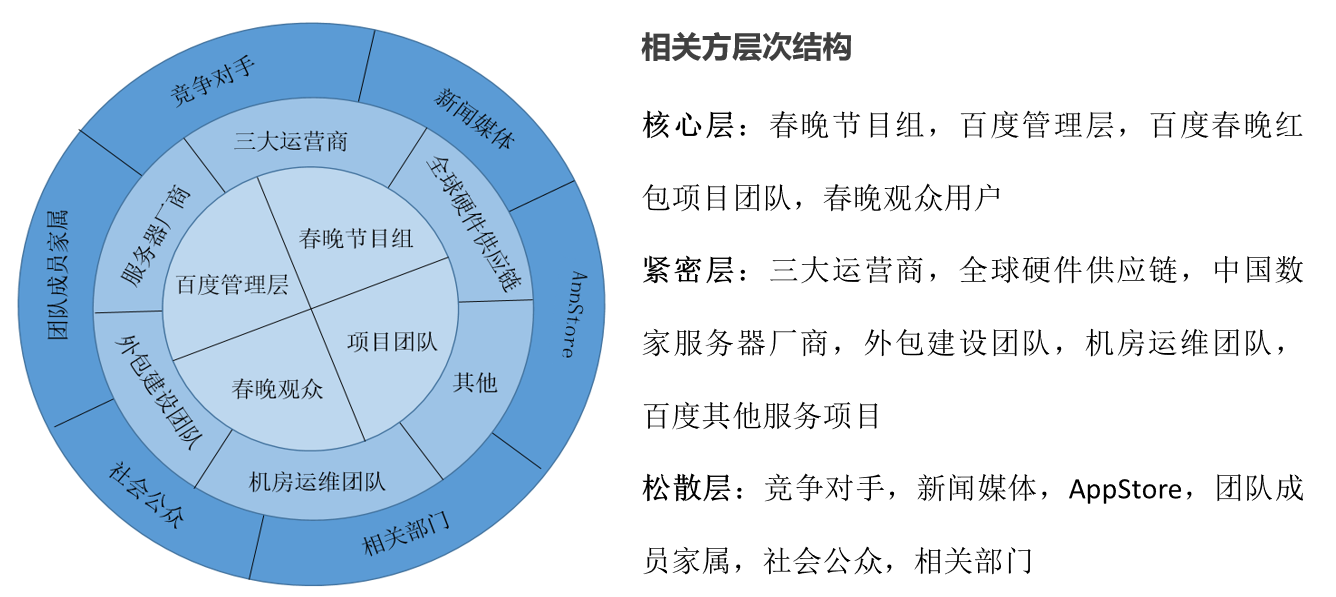 竞争对手
新闻媒体
三大运营商
全球硬件供应链
服务器厂商
团队成员家属
春晚节目组
百度管理层
AppStore
项目团队
外包建设团队
春晚观众
其他
机房运维团队
社会公众
相关部门
相关方层次结构
核心层：春晚节目组，百度管理层，百度春晚红
包项目团队，春晚观众用户
紧密层：三大运营商，全球硬件供应链，中国数
家服务器厂商，外包建设团队，机房运维团队，
百度其他服务项目
松散层：竞争对手，新闻媒体，AppStore，团队成
员家属，社会公众，相关部门